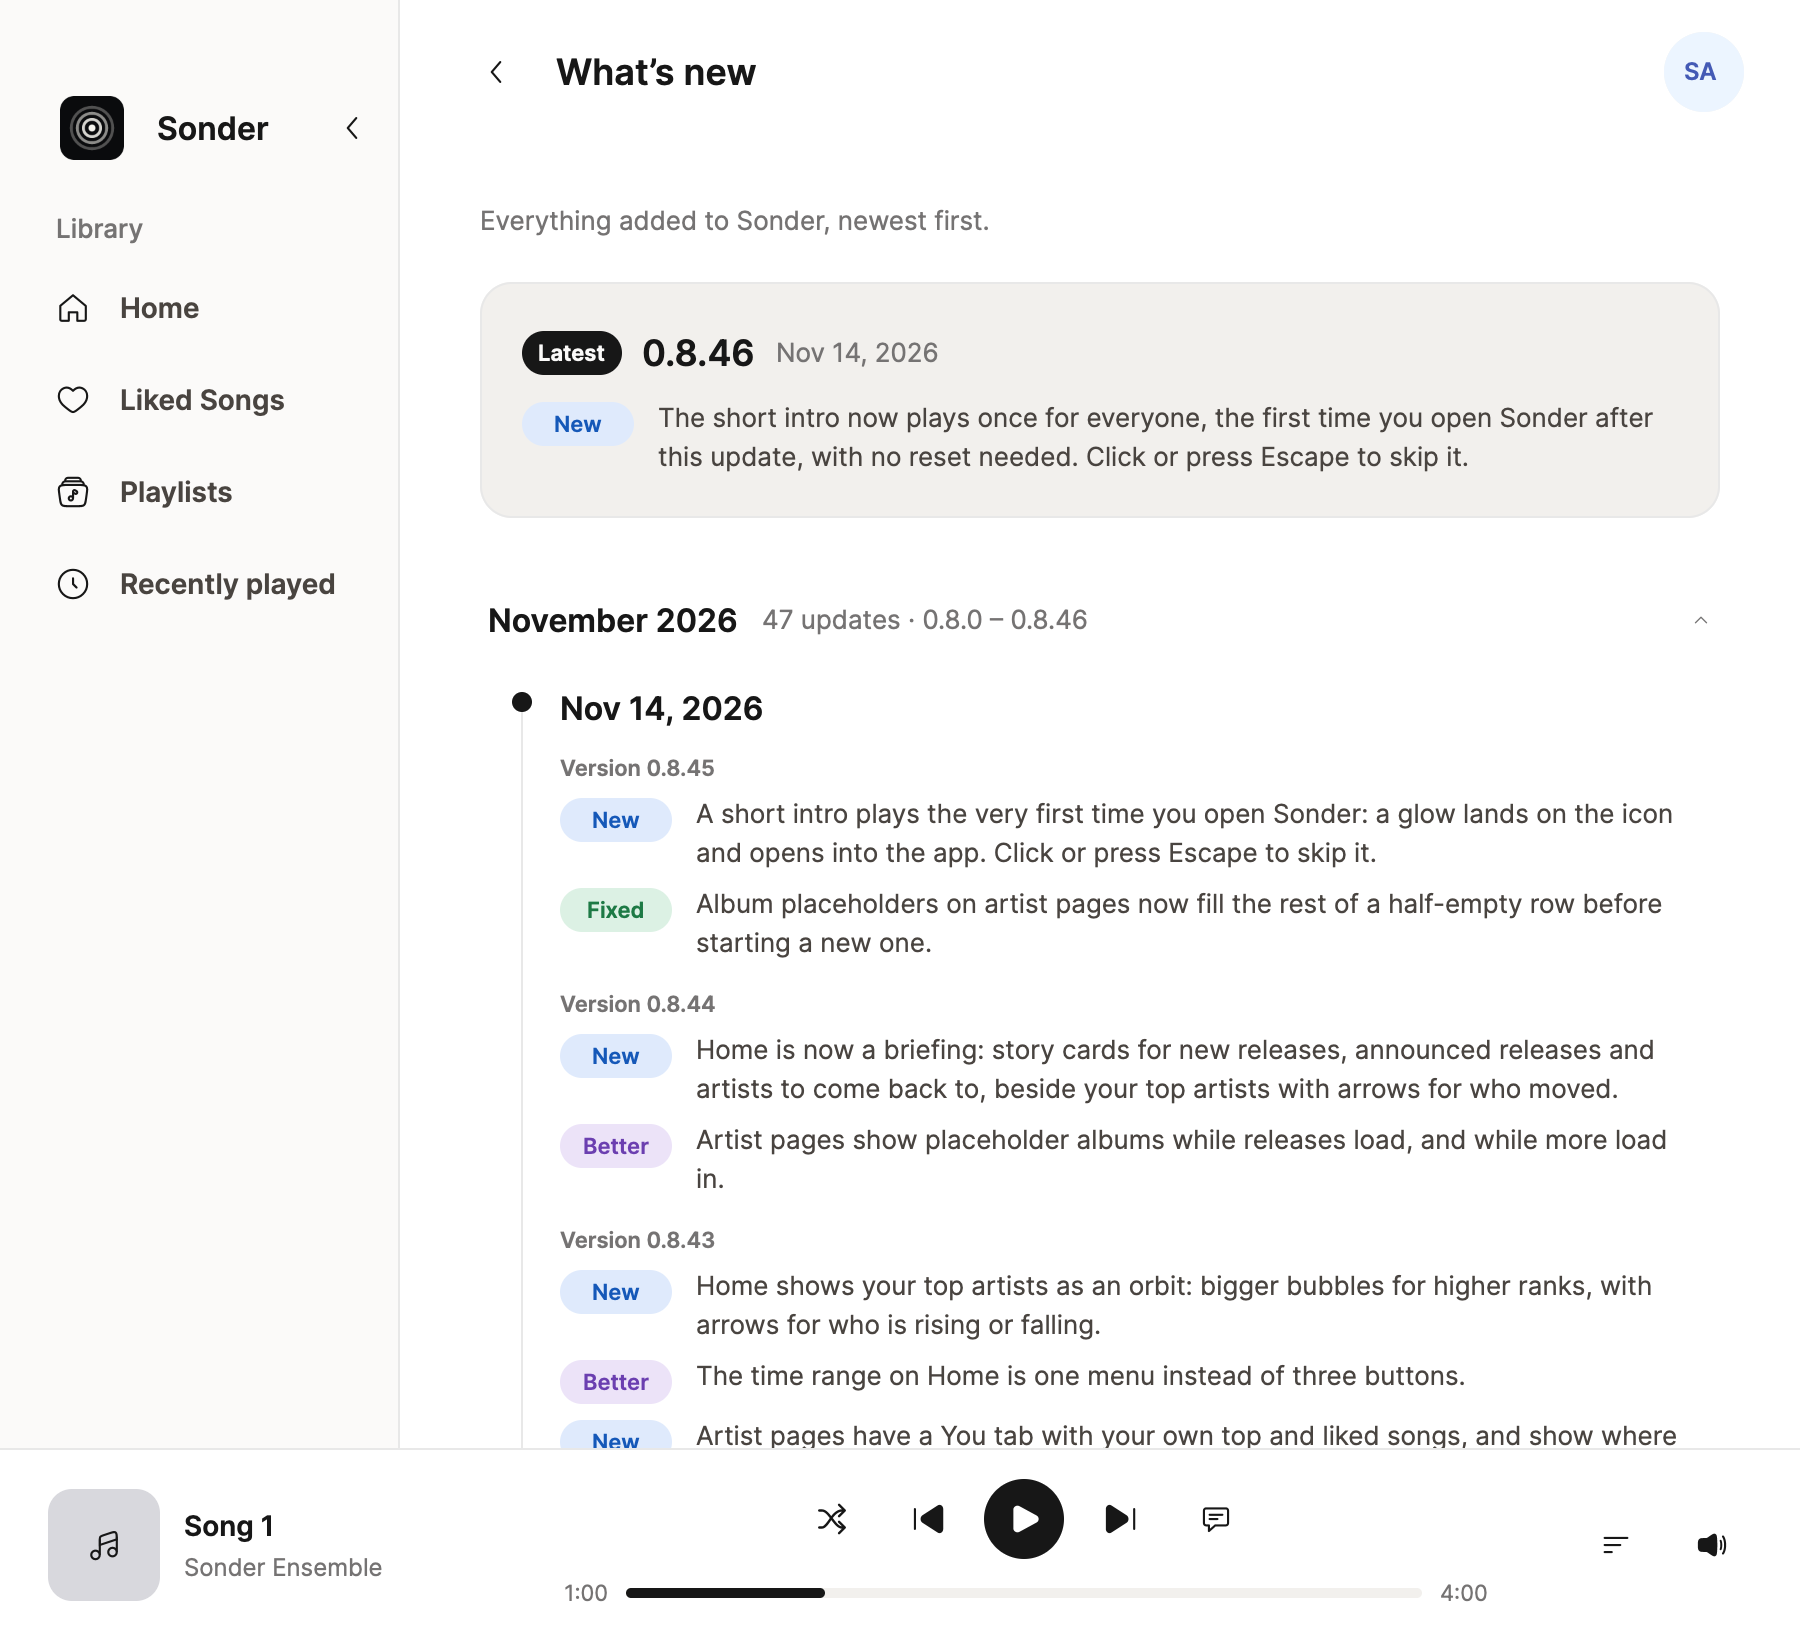 Sonder
Library
Home
Liked Songs
Playlists
Recently played
What’s new
SA
Everything added to Sonder, newest first.
Latest 0.8.46 Nov 14, 2026
New The short intro now plays once for everyone, the first time you open Sonder after
this update, with no reset needed. Click or press Escape to skip it.
November 2026 47 updates · 0.8.0 – 0.8.46
Nov 14, 2026
Version 0.8.45
New A short intro plays the very first time you open Sonder: a glow lands on the icon
and opens into the app. Click or press Escape to skip it.
Fixed Album placeholders on artist pages now fill the rest of a half-empty row before
starting a new one.
Version 0.8.44
New Home is now a briefing: story cards for new releases, announced releases and
artists to come back to, beside your top artists with arrows for who moved.
Better Artist pages show placeholder albums while releases load, and while more load
in.
Version 0.8.43
New Home shows your top artists as an orbit: bigger bubbles for higher ranks, with
arrows for who is rising or falling.
Better The time range on Home is one menu instead of three buttons.
New Artist pages have a You tab with your own top and liked songs, and show where
Song 1
Sonder Ensemble
1:00
4:00